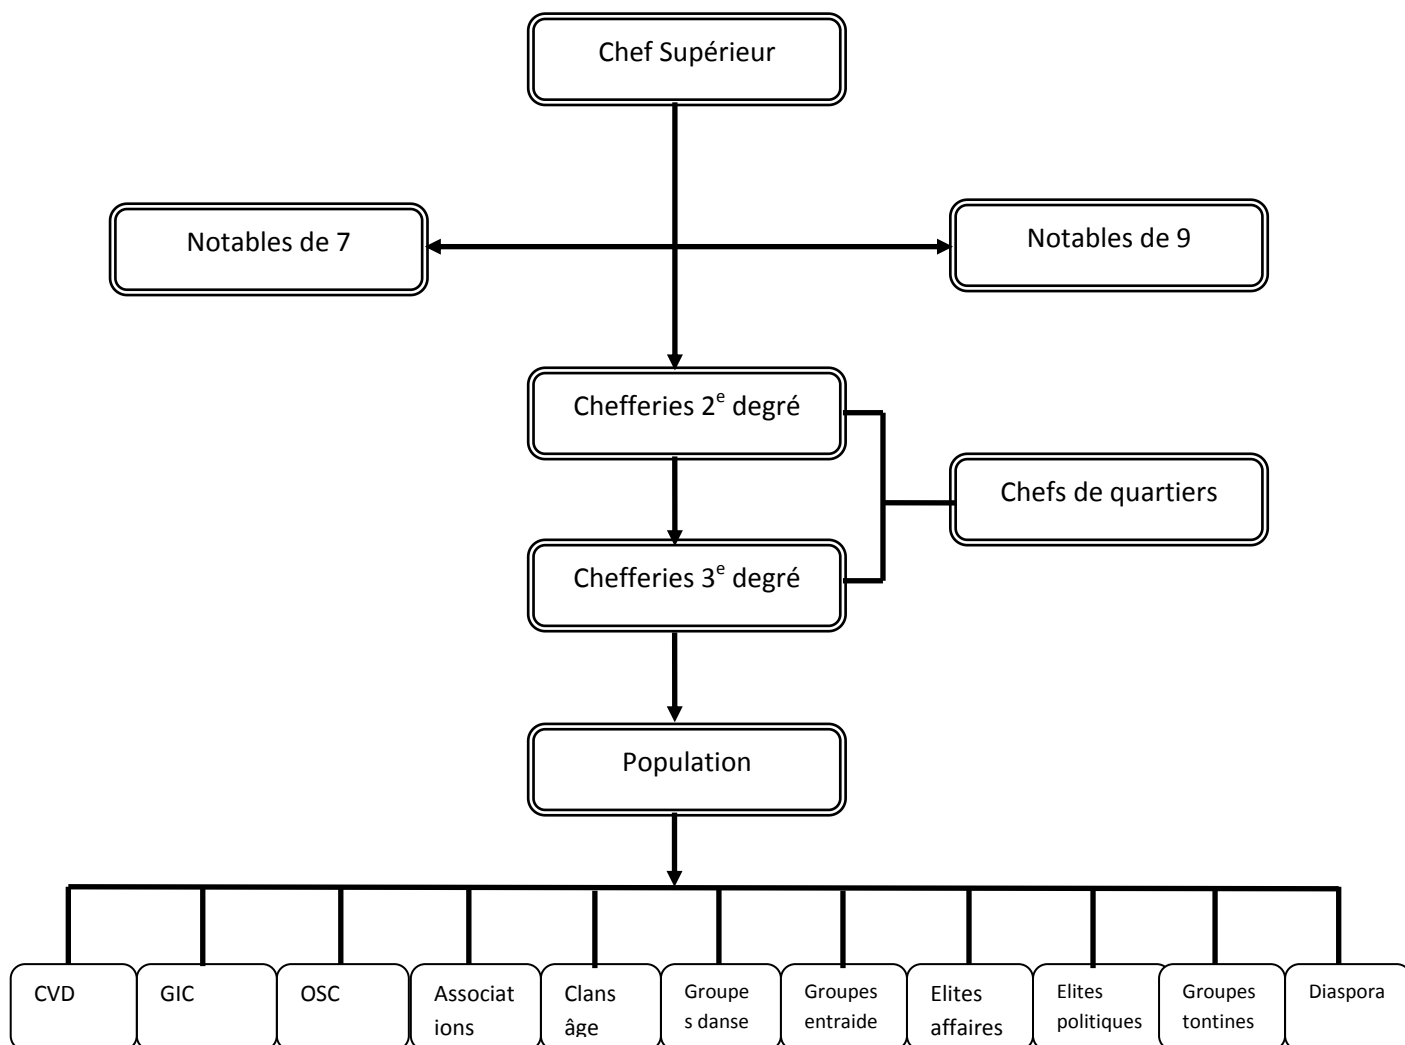 Chef Supérieur
Notables de 7
Notables de 9
Chefferies 2e degré
Chefs de quartiers
Chefferies 3e degré
Population
CVD
GIC
OSC
Associat
ions
Clans
âge
Groupe
s danse
Groupes
entraide
Elites
affaires
Elites
politiques
Groupes
tontines
Diaspora